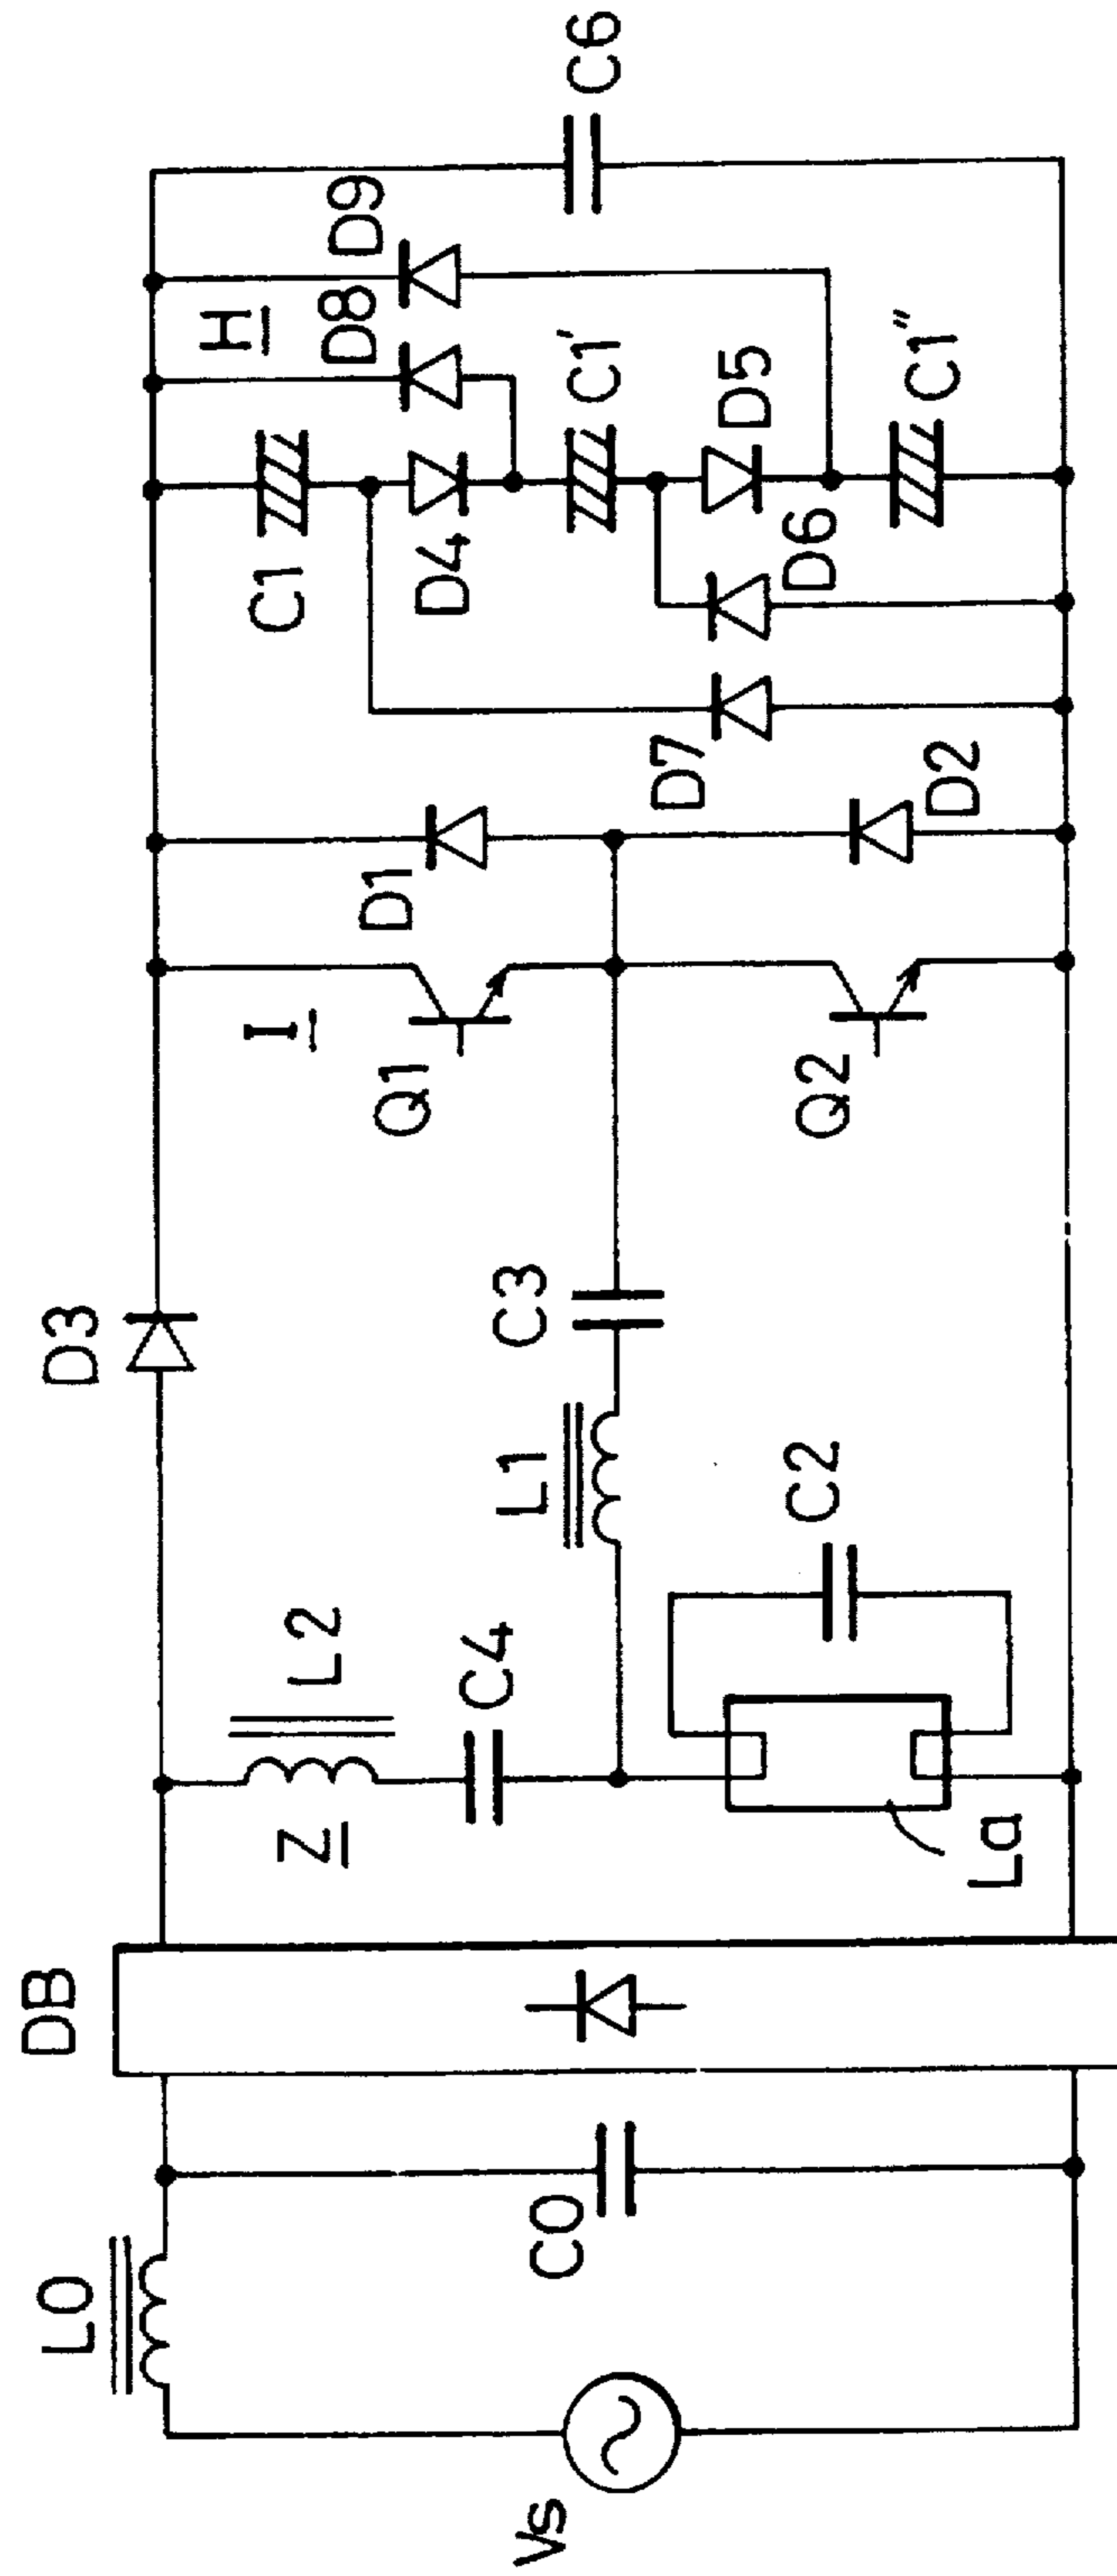 Vs
L0
C0
DB
Z
L2
C4
La
C2
L1
C3
D3
I
Q1
Q2
D1
D2
D7
D6
C1
D4
D5
H
D8
D9
C1'
C1"
C6